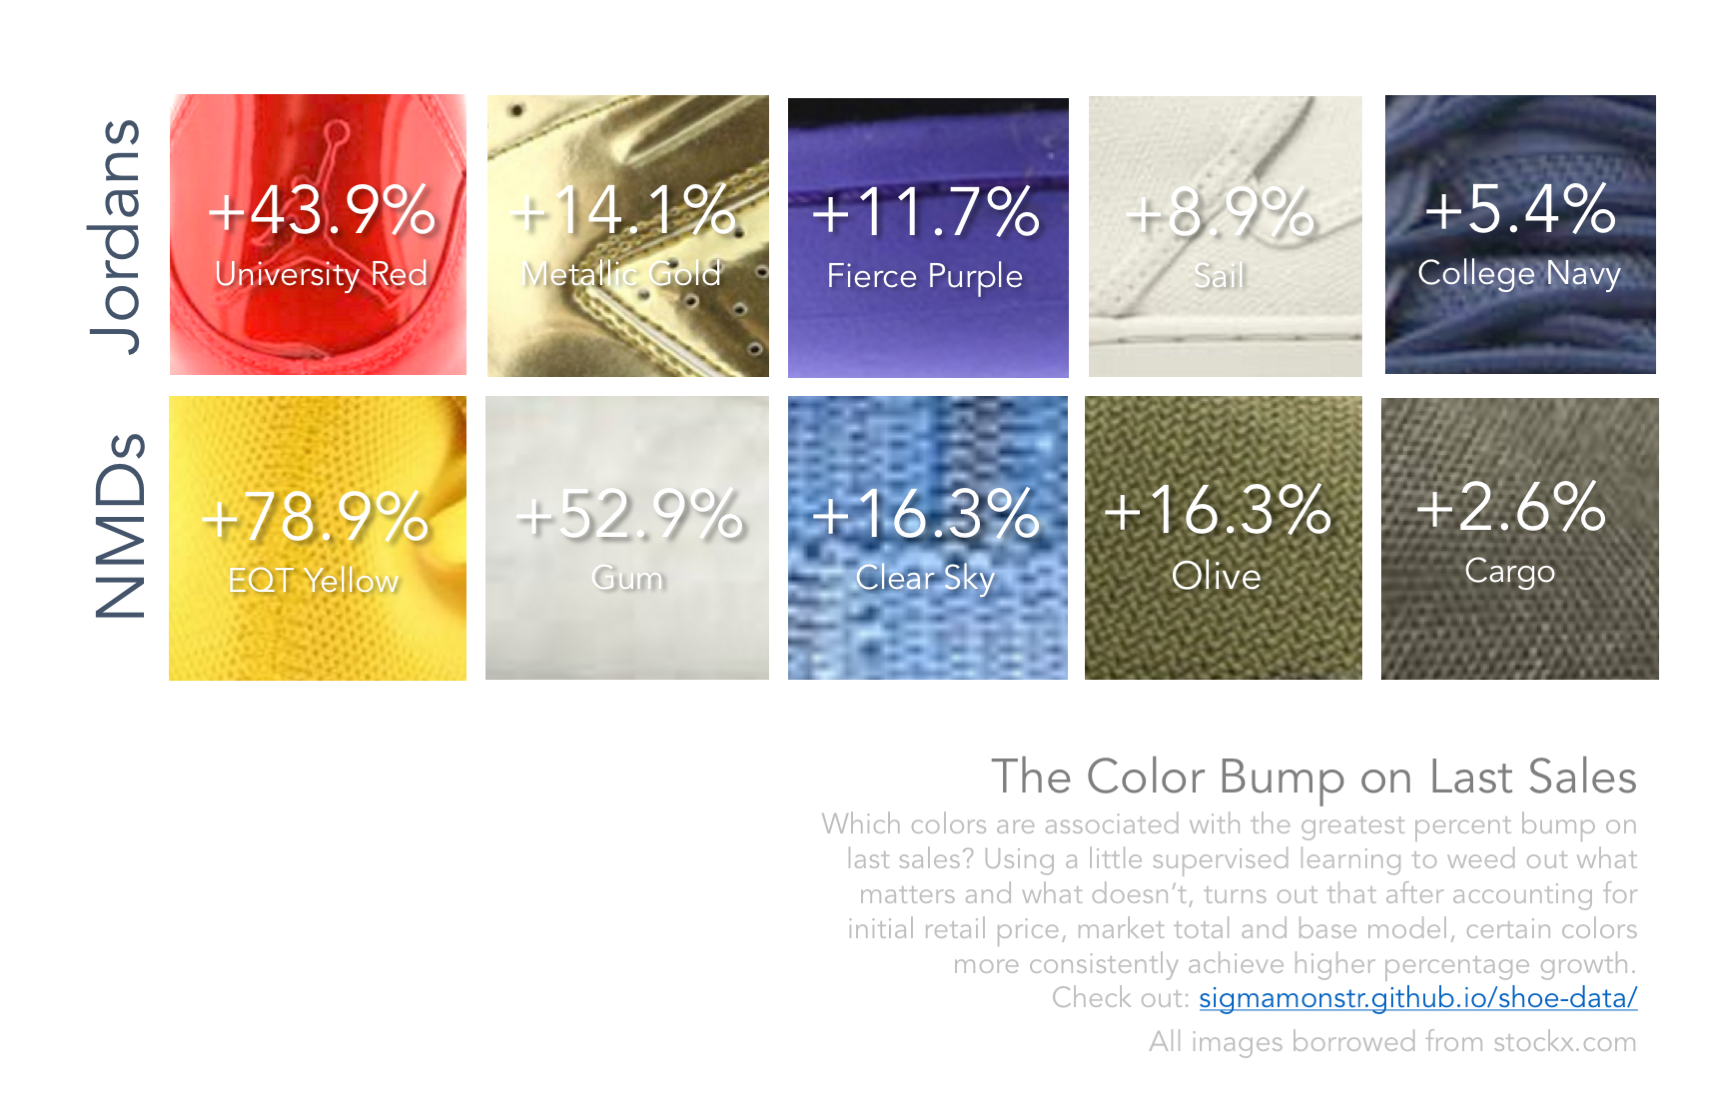 Jordans
+43.9%
University Red
+14.1%
Metallic Gold
+11.7%
Fierce Purple
+8.9%
Sail
+5.4%
College Navy
NMDs
+78.9%
EQT Yellow
+52.9%
Gum
+16.3%
Clear Sky
+16.3%
Olive
+2.6%
Cargo
The Color Bump on Last Sales
Which colors are associated with the greatest percent bump on
last sales? Using a little supervised learning to weed out what
matters and what doesn’t, turns out that after accounting for
initial retail price, market total and base model, certain colors
more consistently achieve higher percentage growth.
Check out: sigmamonstr.github.io/shoe-data/
All images borrowed from stockx.com